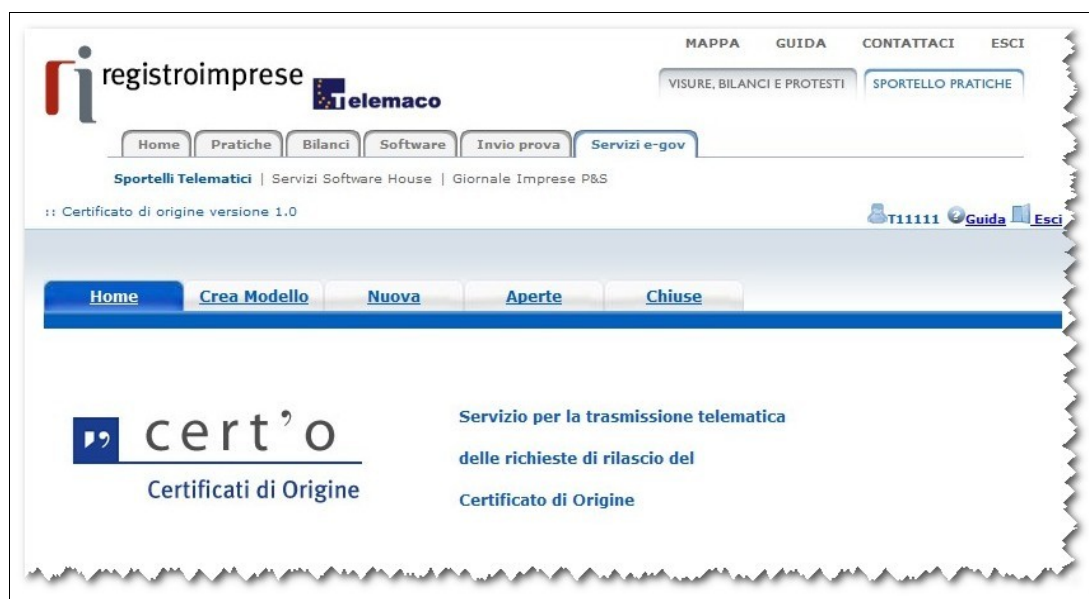 MAPPA GUIDA CONTATTACI ESCI
ri registroimprese
Telemaco
VISURE, BILANCI E PROTESTI SPORTELLO PRATICHE
Home Pratiche Bilanci Software Invio prova Servizi e-gov
Sportelli Telematici | Servizi Software House | Giornale Imprese P&S
:: Certificato di origine versione 1.0
T11111 Guida Esci
Home Crea Modello Nuova Aperte Chiuse
cert'o
Certificati di Origine
Servizio per la trasmissione telematica
delle richieste di rilascio del
Certificato di Origine